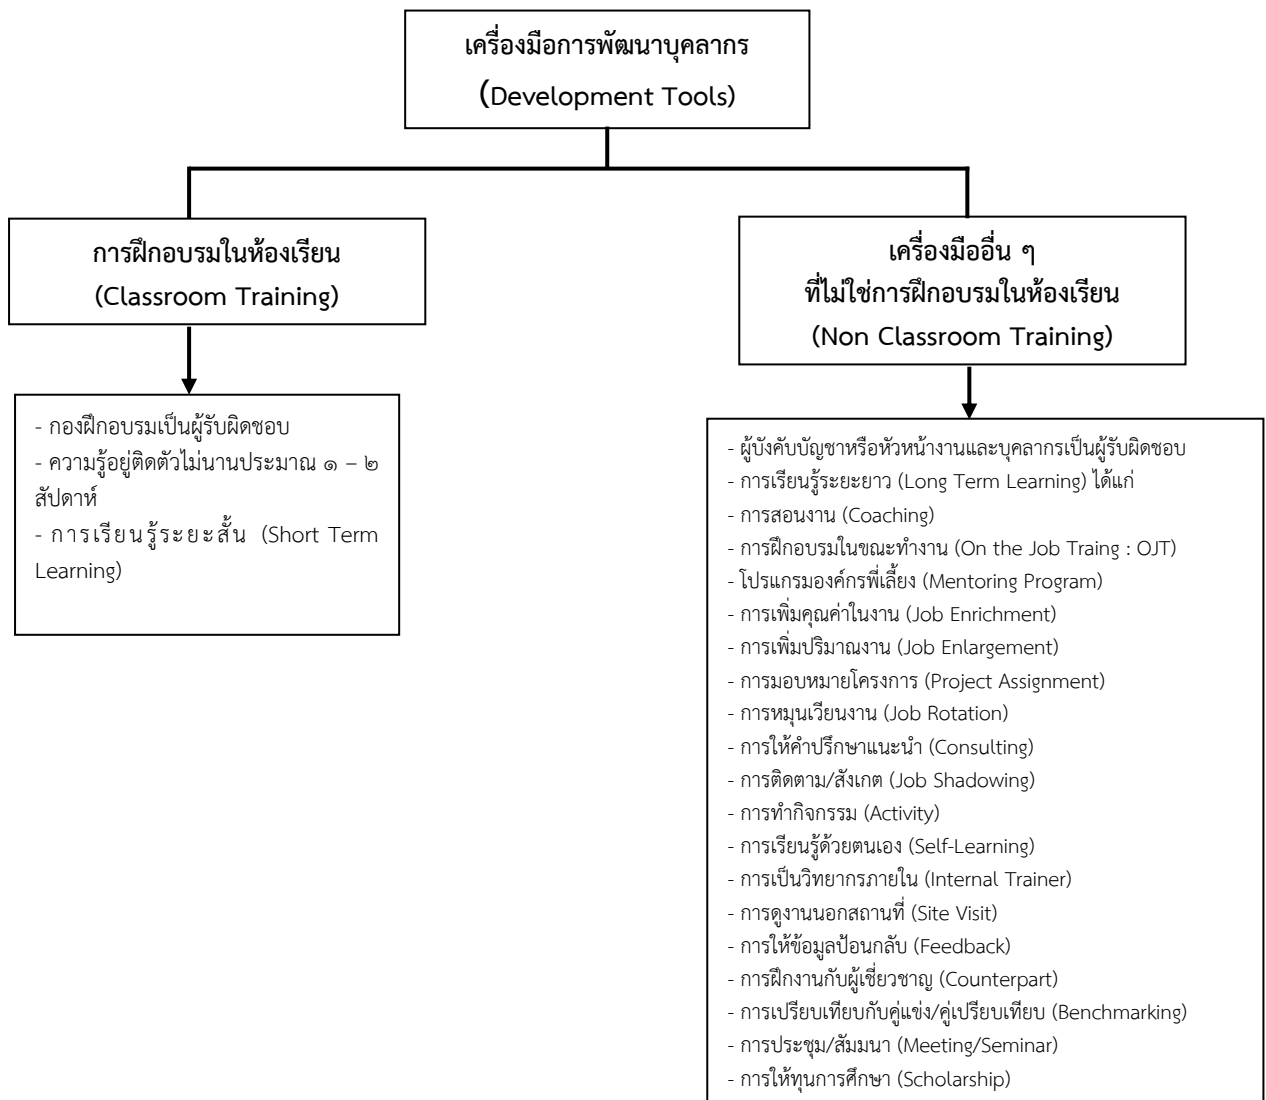 เครื่องมือการพัฒนาบุคลากร
(Development Tools)
การฝึกอบรมในห้องเรียน
(Classroom Training)
เครื่องมืออื่น ๆ
ที่ไม่ใช่การฝึกอบรมในห้องเรียน
(Non Classroom Training)
- กองฝึกอบรมเป็นผู้รับผิดชอบ
- ความรู้อยู่ติดตัวไม่นานประมาณ ๑ – ๒
สัปดาห์
- การเรียนรู้ระยะสั้น (Short Term
Learning)
- ผู้บังคับบัญชาหรือหัวหน้างานและบุคลากรเป็นผู้รับผิดชอบ
- การเรียนรู้ระยะยาว (Long Term Learning) ได้แก่
- การสอนงาน (Coaching)
- การฝึกอบรมในขณะทำงาน (On the Job Traing : OJT)
- โปรแกรมองค์กรพี่เลี้ยง (Mentoring Program)
- การเพิ่มคุณค่าในงาน (Job Enrichment)
- การเพิ่มปริมาณงาน (Job Enlargement)
- การมอบหมายโครงการ (Project Assignment)
- การหมุนเวียนงาน (Job Rotation)
- การให้คำปรึกษาแนะนำ (Consulting)
- การติดตาม/สังเกต (Job Shadowing)
- การทำกิจกรรม (Activity)
- การเรียนรู้ด้วยตนเอง (Self-Learning)
- การเป็นวิทยากรภายใน (Internal Trainer)
- การดูงานนอกสถานที่ (Site Visit)
- การให้ข้อมูลป้อนกลับ (Feedback)
- การฝึกงานกับผู้เชี่ยวชาญ (Counterpart)
- การเปรียบเทียบกับคู่แข่ง/คู่เปรียบเทียบ (Benchmarking)
- การประชุม/สัมมนา (Meeting/Seminar)
- การให้ทุนการศึกษา (Scholarship)